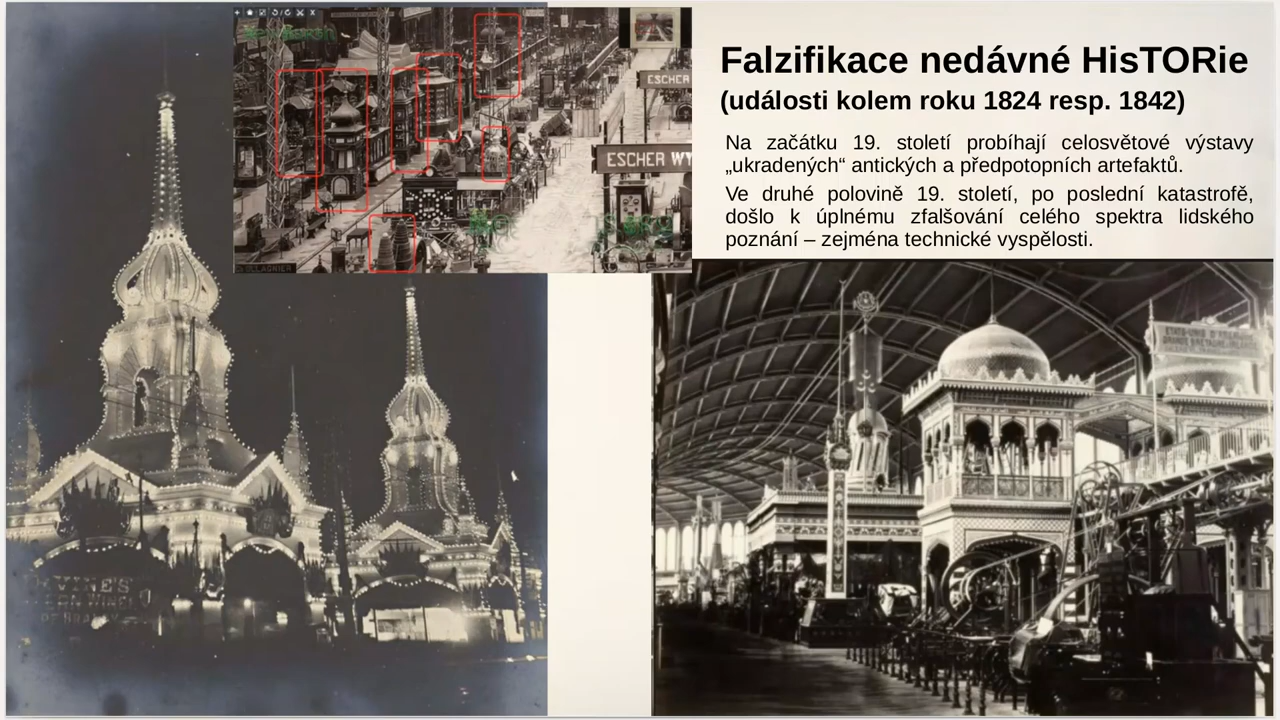 Falzifikace nedávné HisTORie
(události kolem roku 1824 resp. 1842)
Na začátku 19. století probíhají celosvětové výstavy
„ukradených“ antických a předpotopních artefaktů.
Ve druhé polovině 19. století, po poslední katastrofě,
došlo k úplnému zfalšování celého spektra lidského
poznání – zejména technické vyspělosti.
ESCHER
ESCHER WY
VINE'S